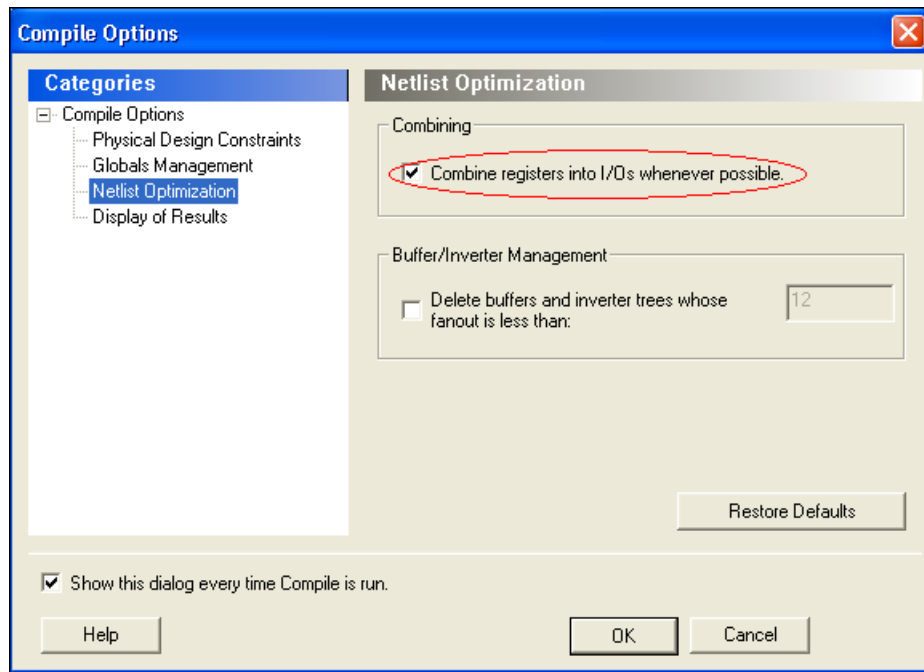 Compile Options
Categories
Compile Options
Physical Design Constraints
Globals Management
Netlist Optimization
Display of Results
Netlist Optimization
Combining
Combine registers into I/Os whenever possible.
Buffer/Inverter Management
Delete buffers and inverter trees whose
fanout is less than:
12
Restore Defaults
Show this dialog every time Compile is run.
Help
OK
Cancel